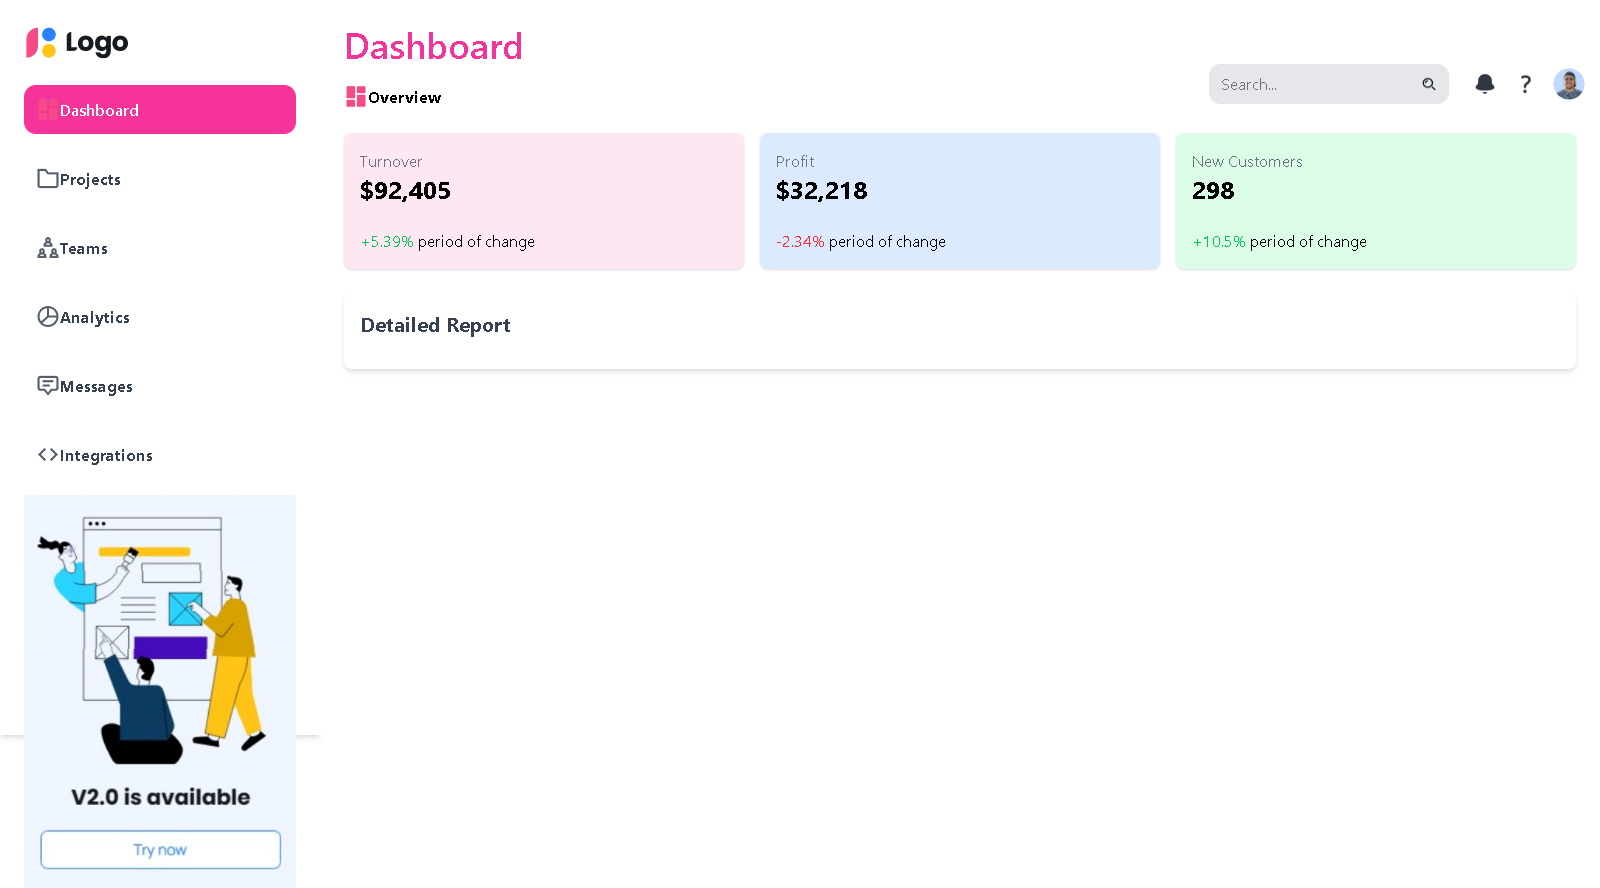 Logo
Dashboard
Projects
Teams
Analytics
Messages
Integrations
V2.0 is available
Try now
Dashboard
Overview
Search...
?
Turnover
$92,405
+5.39% period of change
Profit
$32,218
-2.34% period of change
New Customers
298
+10.5% period of change
Detailed Report